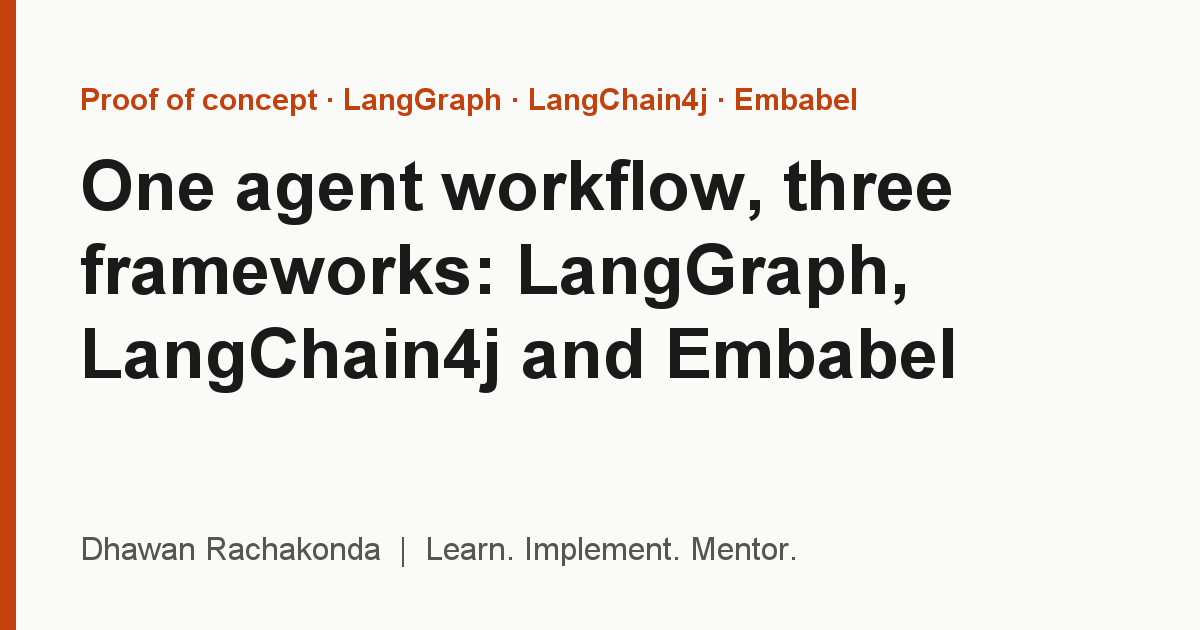 Proof of concept · LangGraph · LangChain4j · Embabel
One agent workflow, three
frameworks: LangGraph,
LangChain4j and Embabel
Dhawan Rachakonda | Learn. Implement. Mentor.